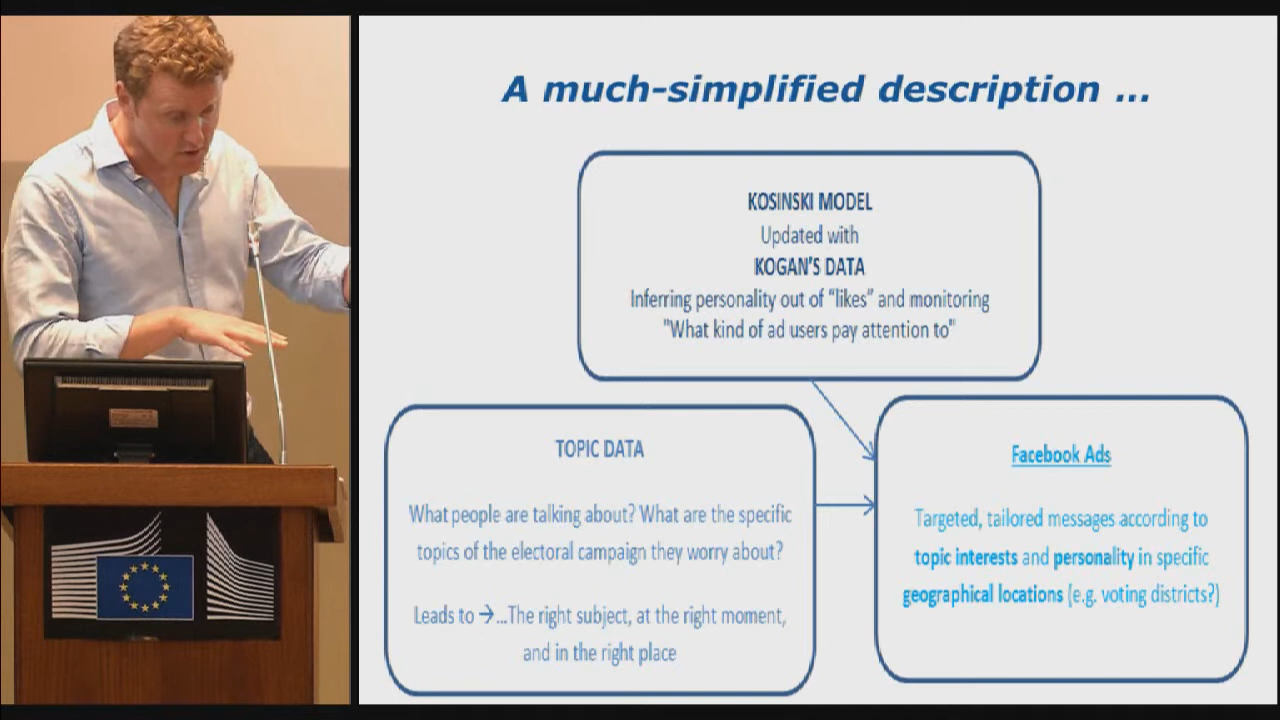 A much-simplified description ...
KOSINSKI MODEL
Updated with
KOGAN'S DATA
Inferring personality out of “likes” and monitoring
"What kind of ad users pay attention to"
TOPIC DATA
What people are talking about? What are the specific
topics of the electoral campaign they worry about?
Leads to →...The right subject, at the right moment,
and in the right place
Facebook Ads
Targeted, tailored messages according to
topic interests and personality in specific
geographical locations (e.g. voting districts?)